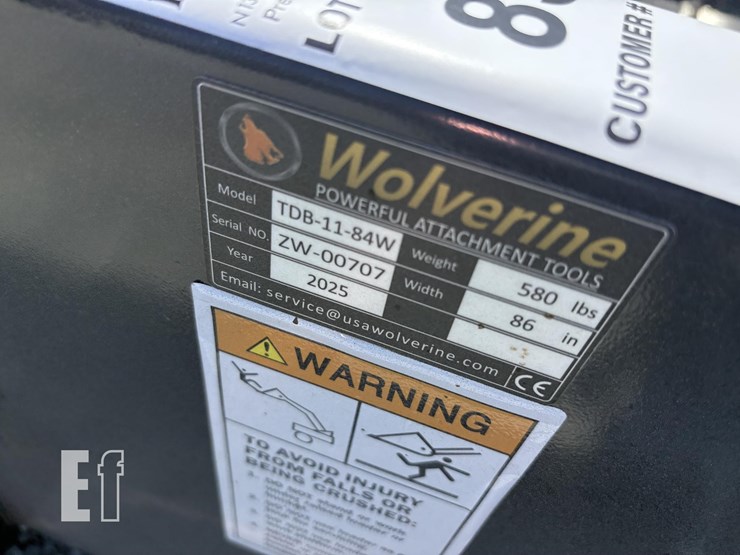 LOT
CUSTOMER #
Wolverine
POWERFUL ATTACHMENT TOOLS
Model TDB-11-84W Weight 580 lbs
Serial NO. ZW-00707 Width 86 in
Year 2025
Email: service@usawolverine.com CE
WARNING
TO AVOID INJURY
FROM FALLS OR
BEING CRUSHED:
Ef